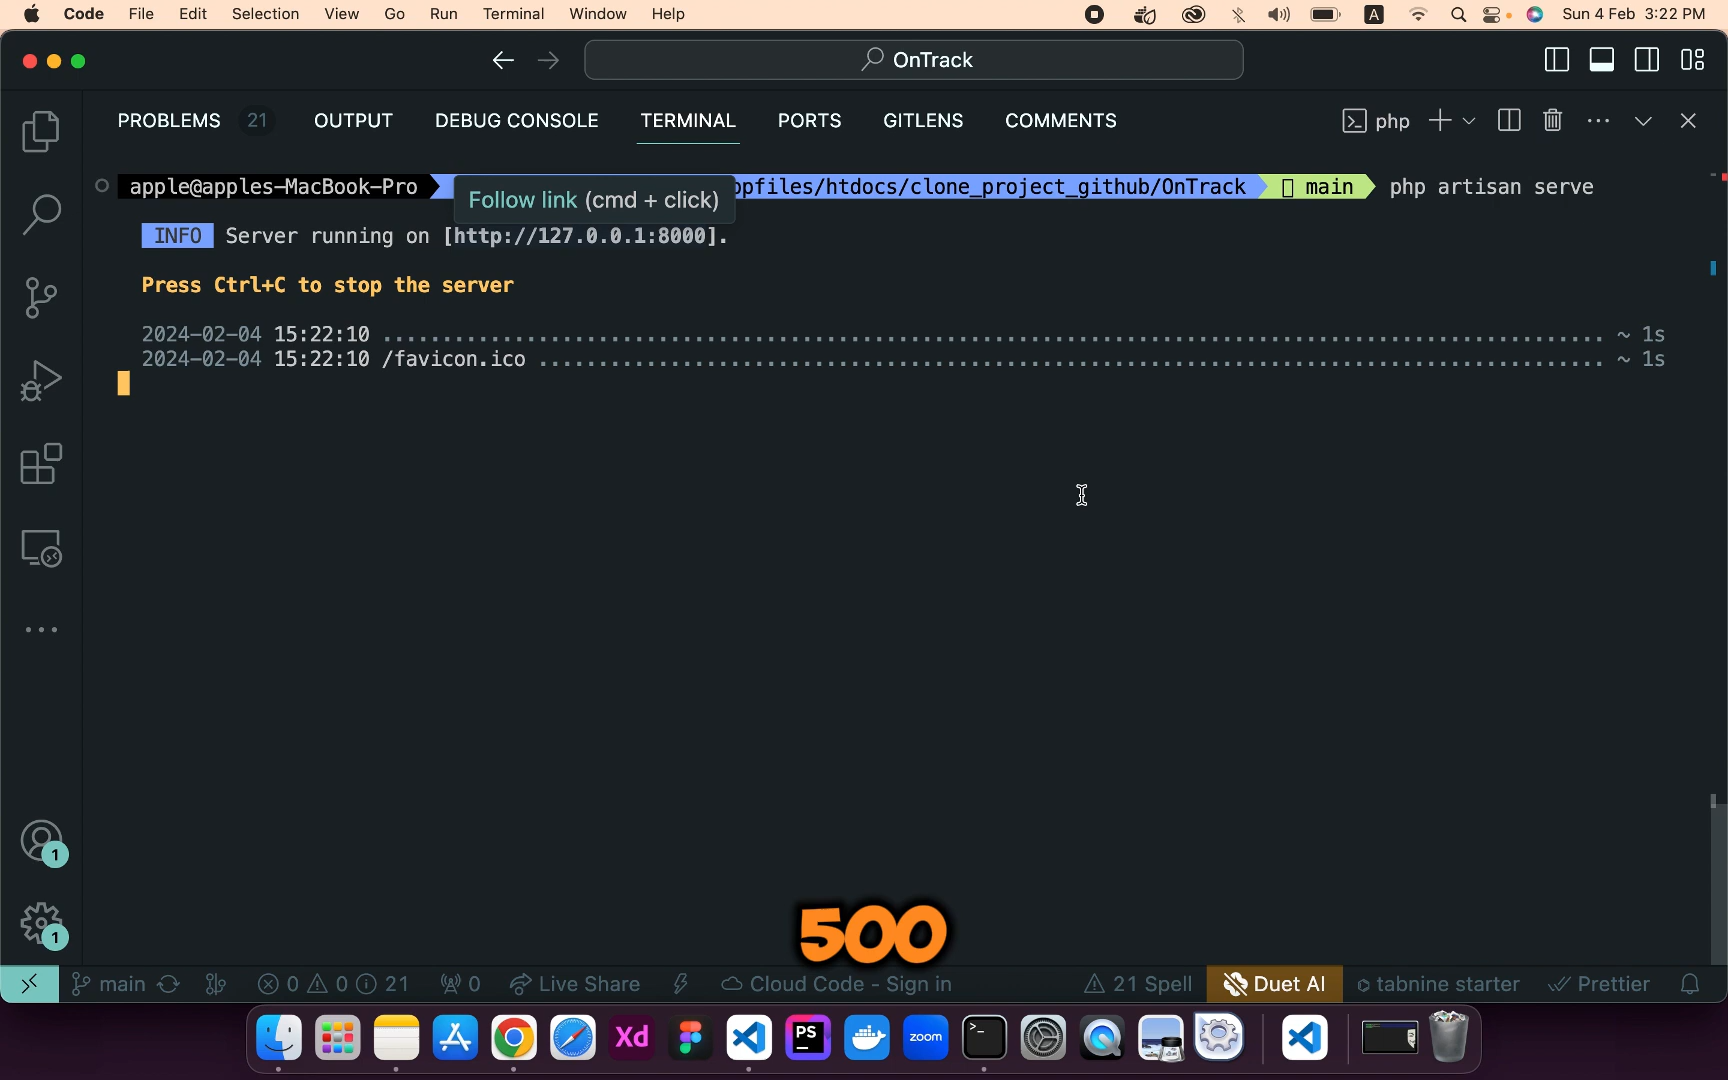 Code File Edit Selection View Go Run Terminal Window Help A Sun 4 Feb 3:22 PM
OnTrack
PROBLEMS 21 OUTPUT DEBUG CONSOLE TERMINAL PORTS GITLENS COMMENTS php
apple@apples-MacBook-Pro opfiles/htdocs/clone_project_github/OnTrack main php artisan serve
Follow link (cmd + click)
INFO Server running on [http://127.0.0.1:8000].
Press Ctrl+C to stop the server
2024-02-04 15:22:10 ..................................................................................................... ~ 1s
2024-02-04 15:22:10 /favicon.ico ........................................................................................ ~ 1s
1
1
500
main 0 0 21 0 Live Share Cloud Code - Sign in 21 Spell Duet AI tabnine starter Prettier
Xd PS zoom